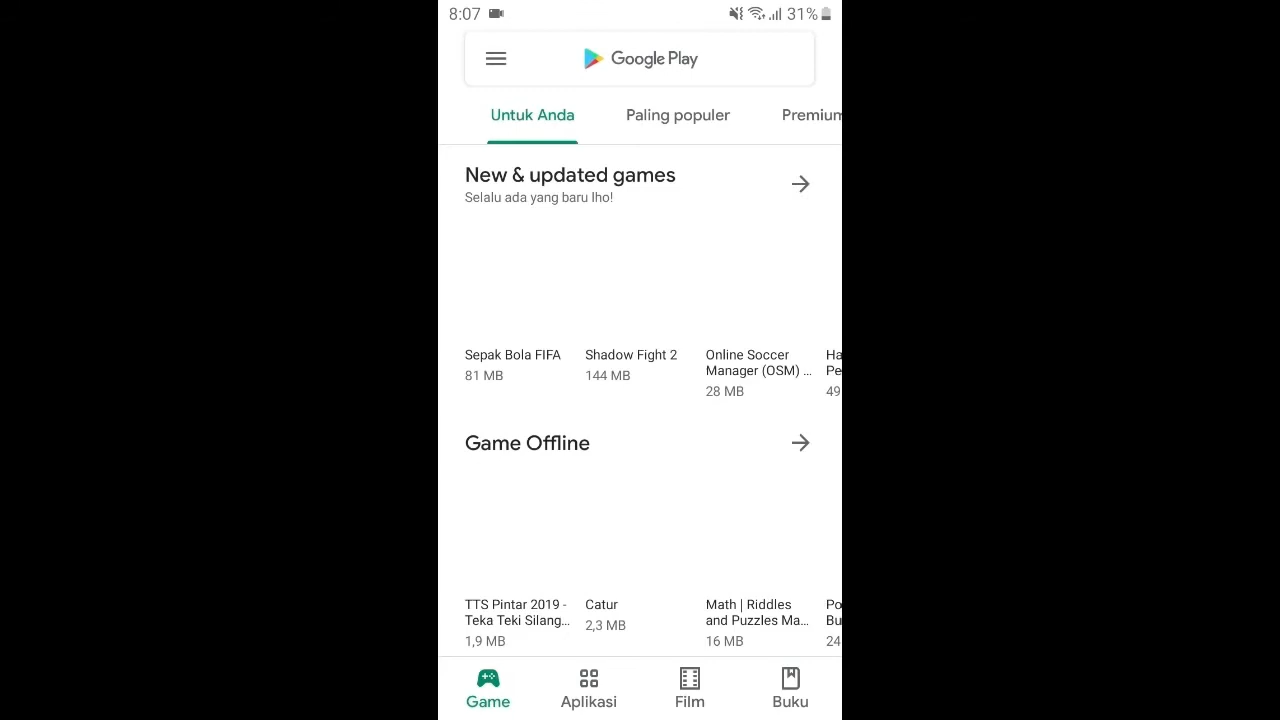 8:07 31%
Google Play
Untuk Anda Paling populer Premium
New & updated games
Selalu ada yang baru lho!
Sepak Bola FIFA Shadow Fight 2 Online Soccer Ha
Manager (OSM) ... Pe
81 MB 144 MB 28 MB 49
Game Offline
TTS Pintar 2019 - Catur Math | Riddles Po
Teka Teki Silang... and Puzzles Ma... Bu
1,9 MB 2,3 MB 16 MB 24
Game Aplikasi Film Buku